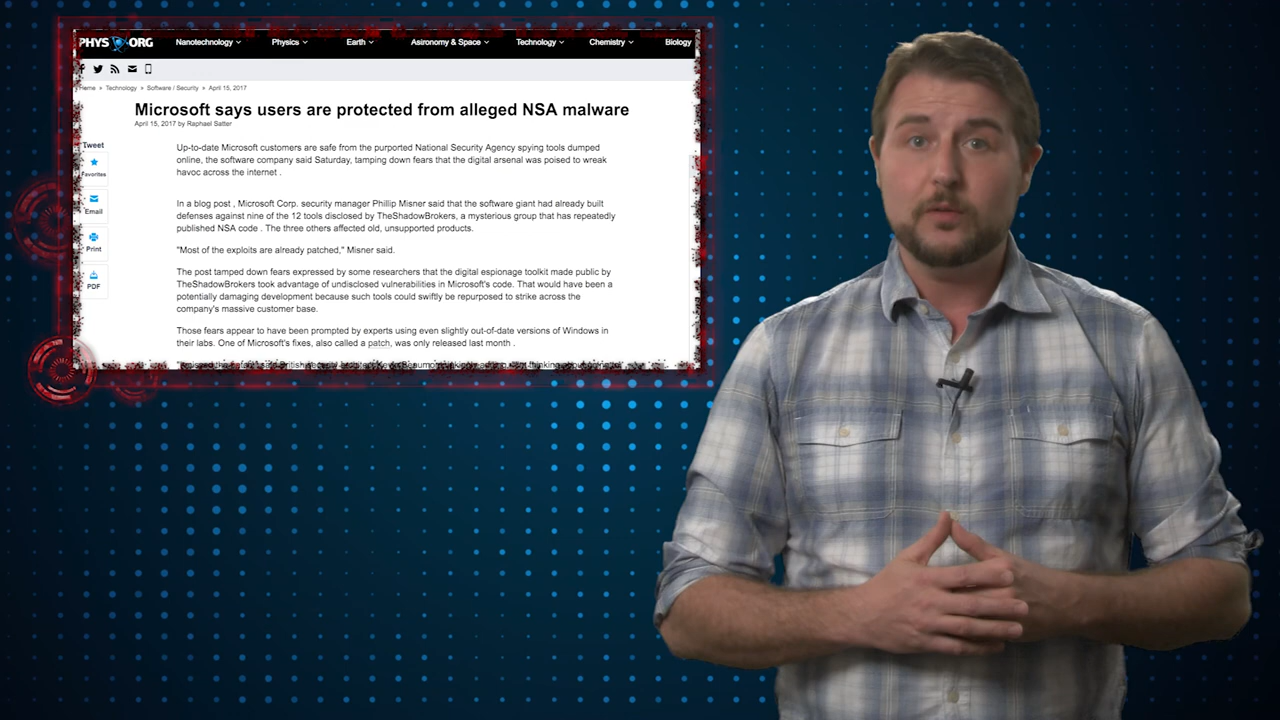 PHYS ORG
Nanotechnology Physics Earth Astronomy & Space Technology Chemistry Biology
Home › Technology › Software / Security › April 15, 2017
Microsoft says users are protected from alleged NSA malware
April 15, 2017 by Raphael Satter
Tweet
Favorites
Email
Print
PDF
Up-to-date Microsoft customers are safe from the purported National Security Agency spying tools dumped
online, the software company said Saturday, tamping down fears that the digital arsenal was poised to wreak
havoc across the internet .
In a blog post , Microsoft Corp. security manager Phillip Misner said that the software giant had already built
defenses against nine of the 12 tools disclosed by TheShadowBrokers, a mysterious group that has repeatedly
published NSA code . The three others affected old, unsupported products.
"Most of the exploits are already patched," Misner said.
The post tamped down fears expressed by some researchers that the digital espionage toolkit made public by
TheShadowBrokers took advantage of undisclosed vulnerabilities in Microsoft's code. That would have been a
potentially damaging development because such tools could swiftly be repurposed to strike across the
company's massive customer base.
Those fears appear to have been prompted by experts using even slightly out-of-date versions of Windows in
their labs. One of Microsoft's fixes, also called a patch, was only released last month .